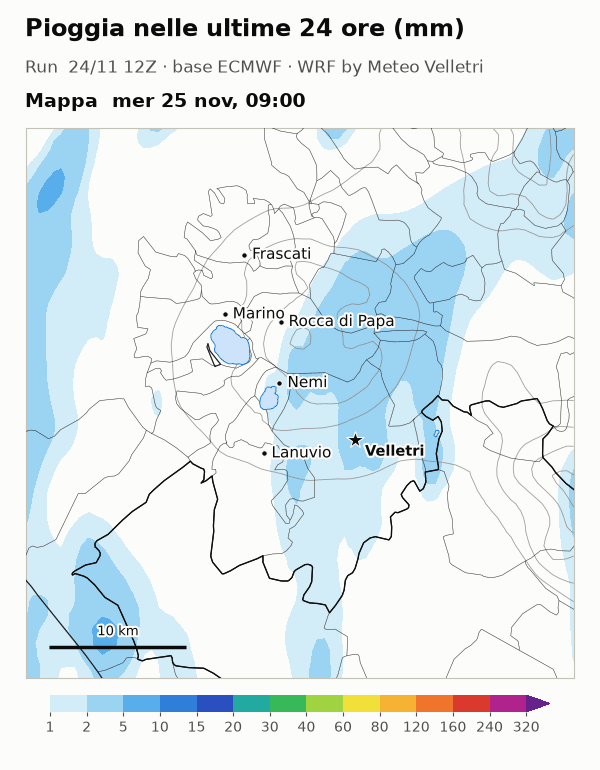 Pioggia nelle ultime 24 ore (mm)
Run  24/11 12Z · base ECMWF · WRF by Meteo Velletri
Mappa  mer 25 nov, 09:00
Frascati
Marino
Rocca di Papa
Nemi
Velletri
Lanuvio
10 km
1 2 5 10 15 20 30 40 60 80 120 160 240 320